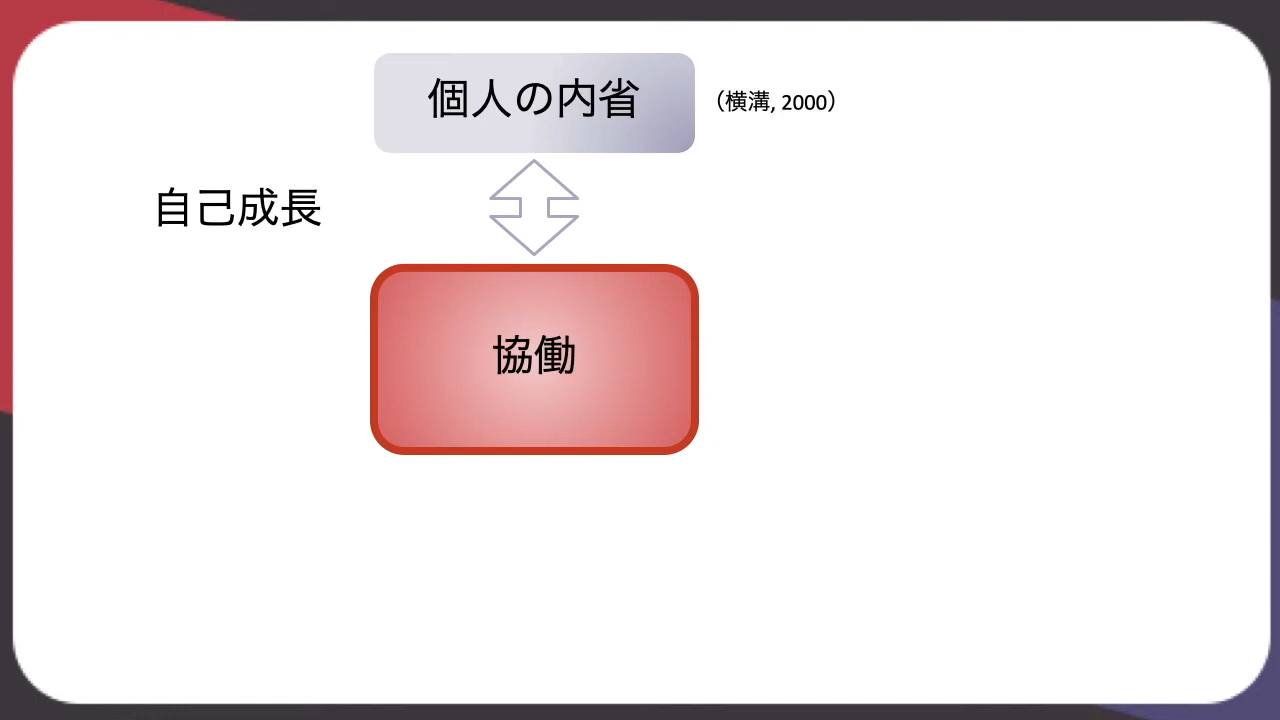 個人の内省
（横溝, 2000）
自己成長
協働